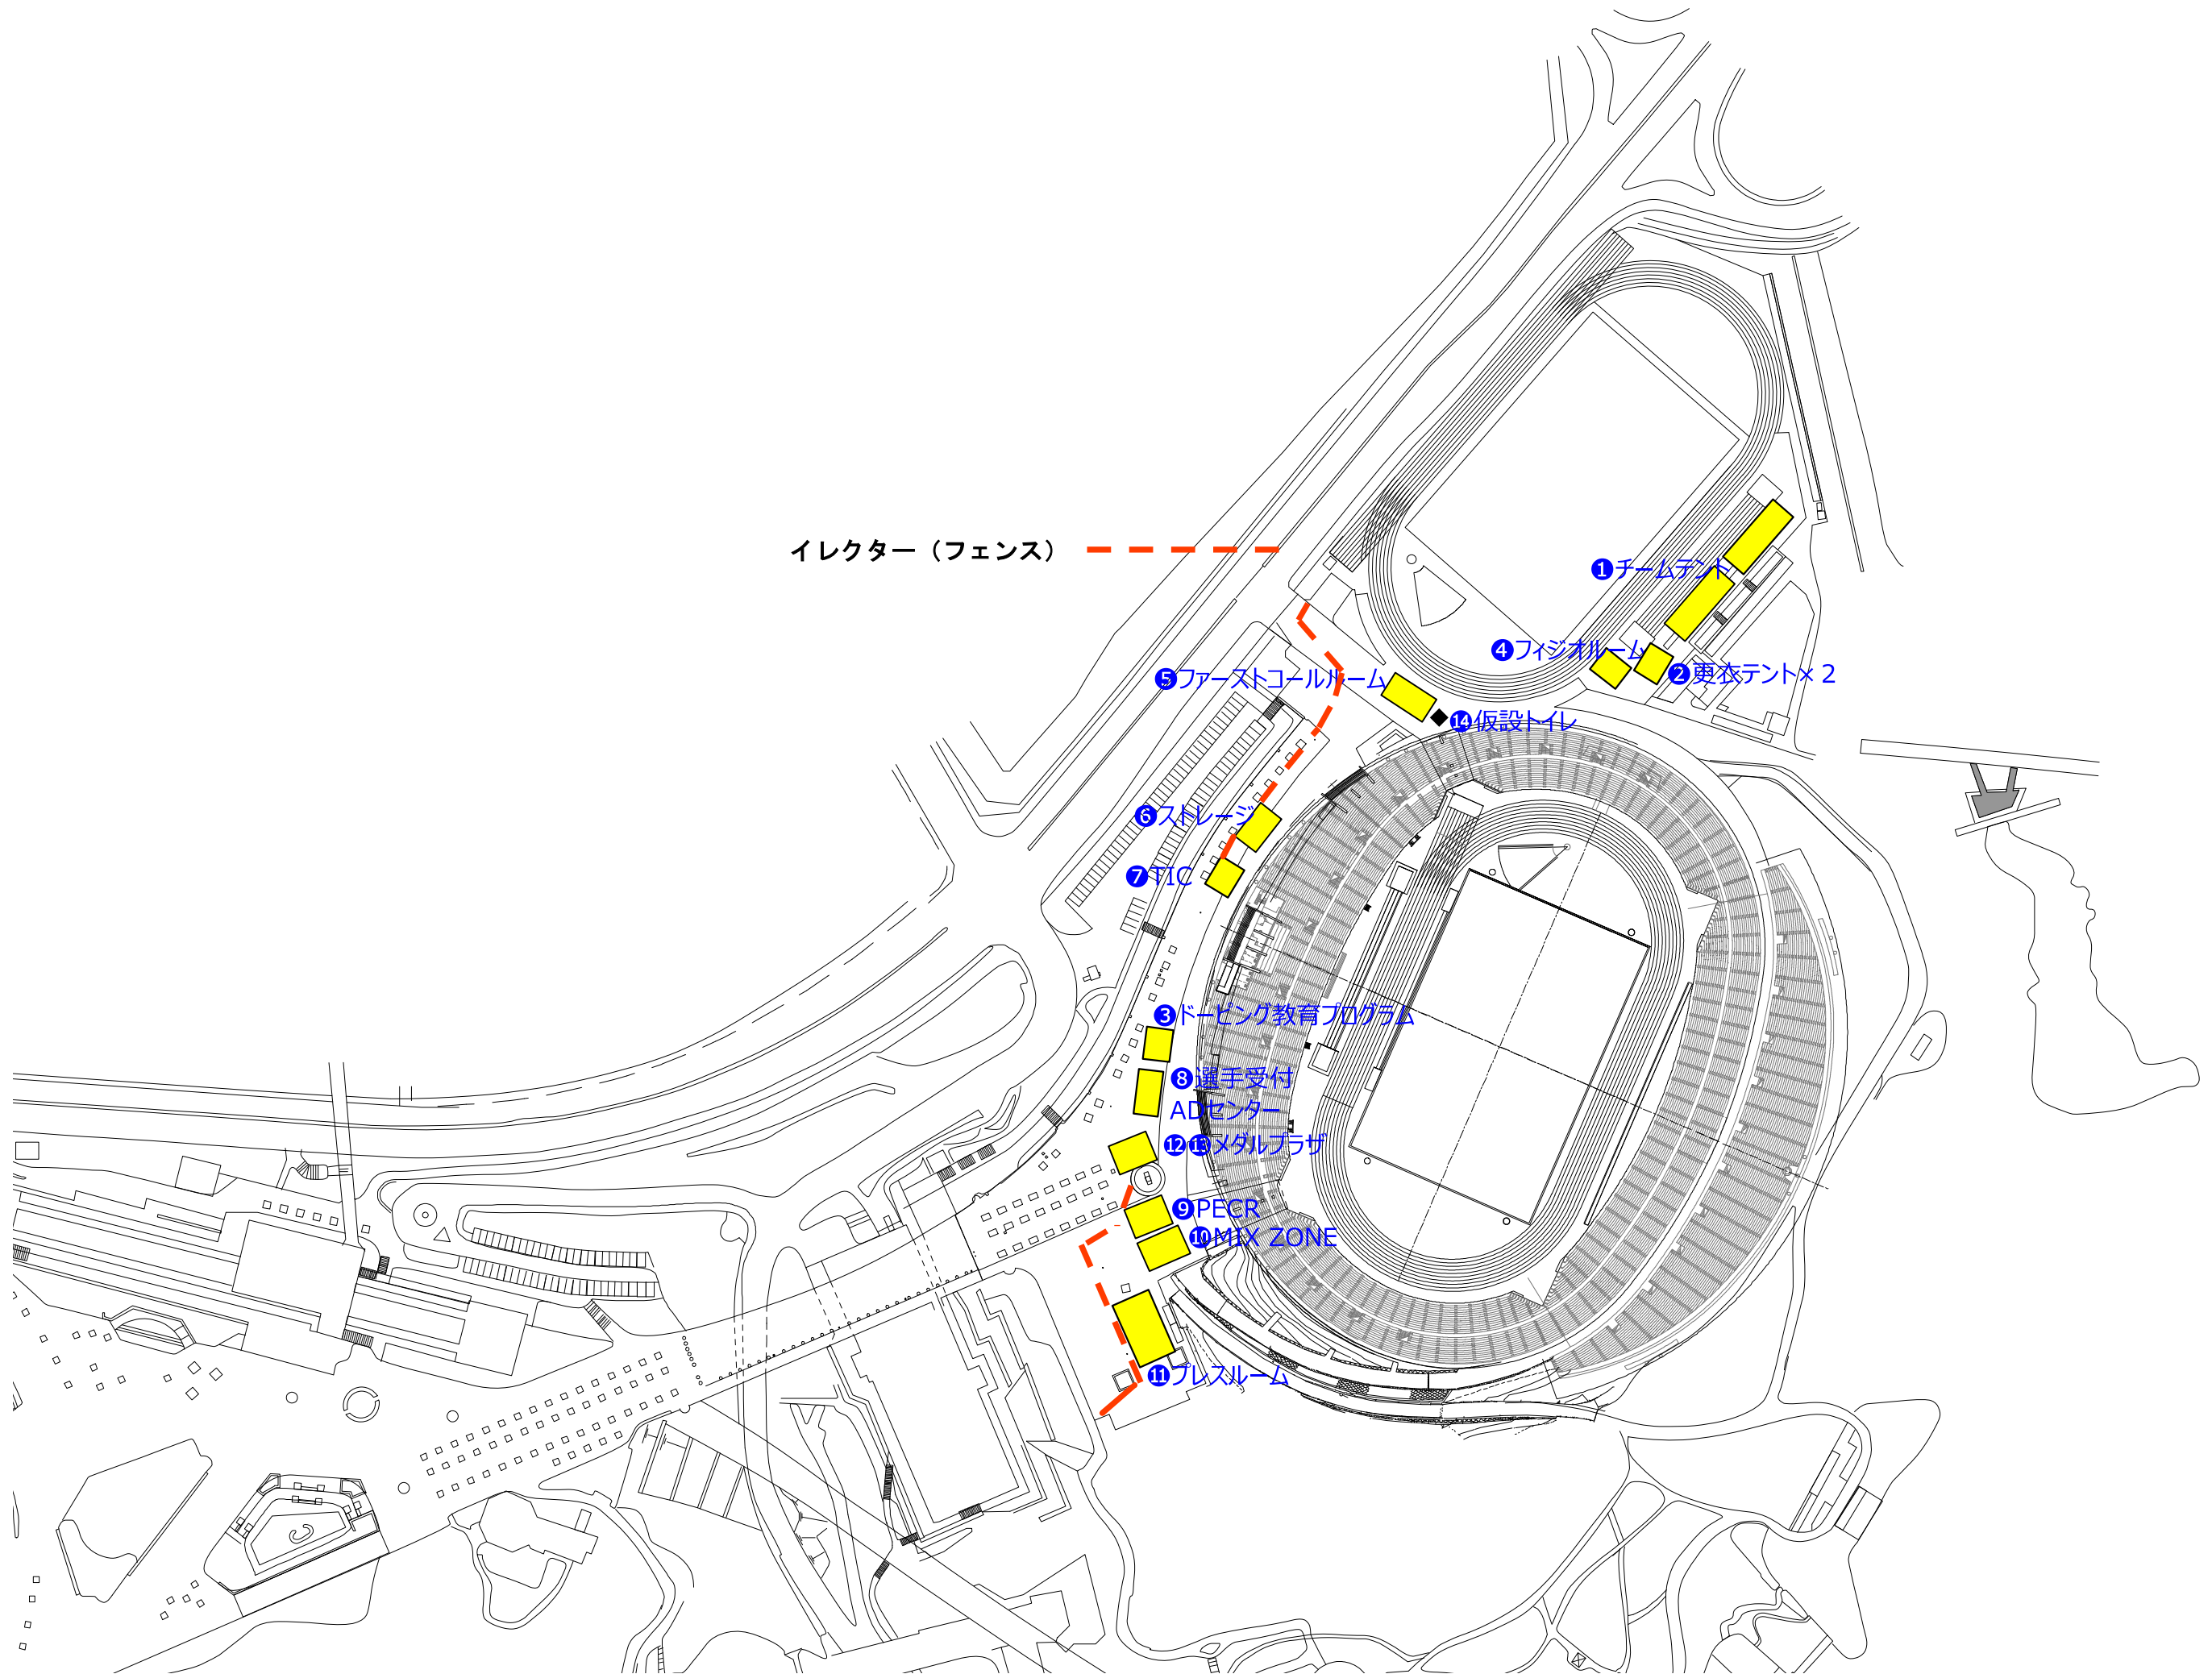 イレクター（フェンス）
❶チームテント
❹フィジオルーム
❷更衣テント×２
❺ファーストコールルーム
⓮仮設トイレ
❻ストレージ
❼TIC
❸ドーピング教育プログラム
❽選手受付
ADセンター
⓬⓭メダルプラザ
❾PECR
❿MIX ZONE
⓫プレスルーム